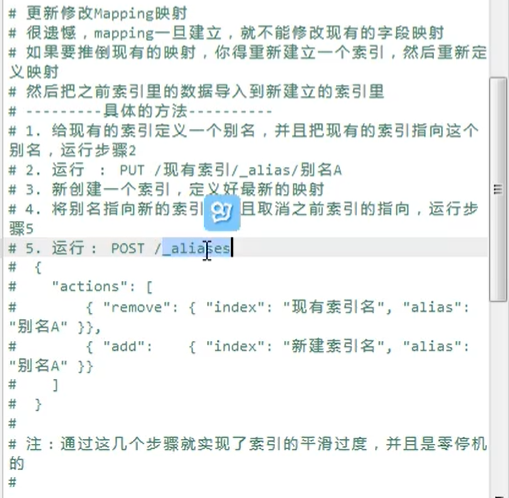 # 更新修改Mapping映射
# 很遗憾，mapping一旦建立，就不能修改现有的字段映射
# 如果要推倒现有的映射，你得重新建立一个索引，然后重新定
义映射
# 然后把之前索引里的数据导入到新建立的索引里
# ---------具体的方法----------
# 1. 给现有的索引定义一个别名，并且把现有的索引指向这个
别名，运行步骤2
# 2. 运行 ： PUT /现有索引/_alias/别名A
# 3. 新创建一个索引，定义好最新的映射
# 4. 将别名指向新的索引 且取消之前索引的指向，运行步
骤5
# 5. 运行： POST /_aliases
#  {
#    "actions": [
#        { "remove": { "index": "现有索引名", "alias":
"别名A" }},
#        { "add":    { "index": "新建索引名", "alias":
"别名A" }}
#    ]
#  }
#
# 注：通过这几个步骤就实现了索引的平滑过度，并且是零停机
的
#